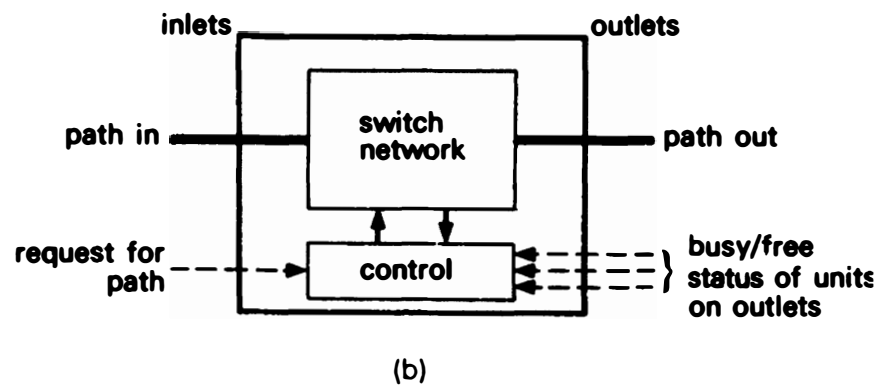 inlets
outlets
path in
switch
network
path out
request for
path
control
busy/free
status of units
on outlets
(b)